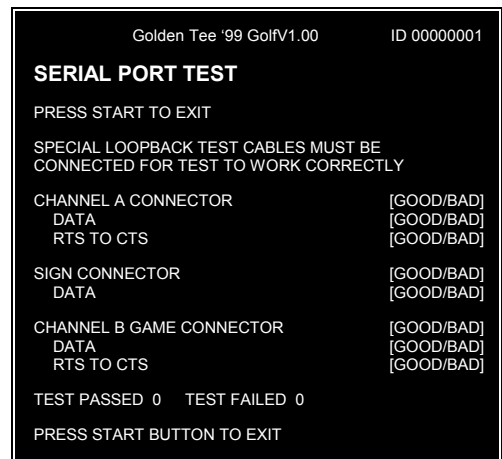 Golden Tee ‘99 GolfV1.00 ID 00000001
SERIAL PORT TEST
PRESS START TO EXIT
SPECIAL LOOPBACK TEST CABLES MUST BE
CONNECTED FOR TEST TO WORK CORRECTLY
CHANNEL A CONNECTOR [GOOD/BAD]
DATA [GOOD/BAD]
RTS TO CTS [GOOD/BAD]
SIGN CONNECTOR [GOOD/BAD]
DATA [GOOD/BAD]
CHANNEL B GAME CONNECTOR [GOOD/BAD]
DATA [GOOD/BAD]
RTS TO CTS [GOOD/BAD]
TEST PASSED 0 TEST FAILED 0
PRESS START BUTTON TO EXIT